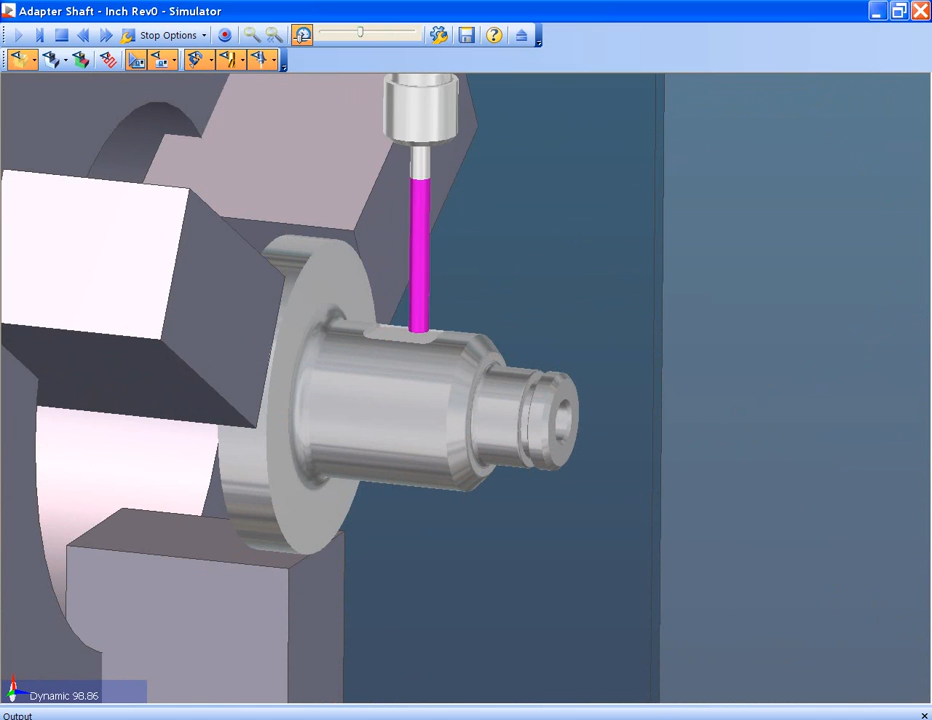 Adapter Shaft - Inch Rev0 - Simulator
Stop Options
Dynamic 98.86
Output